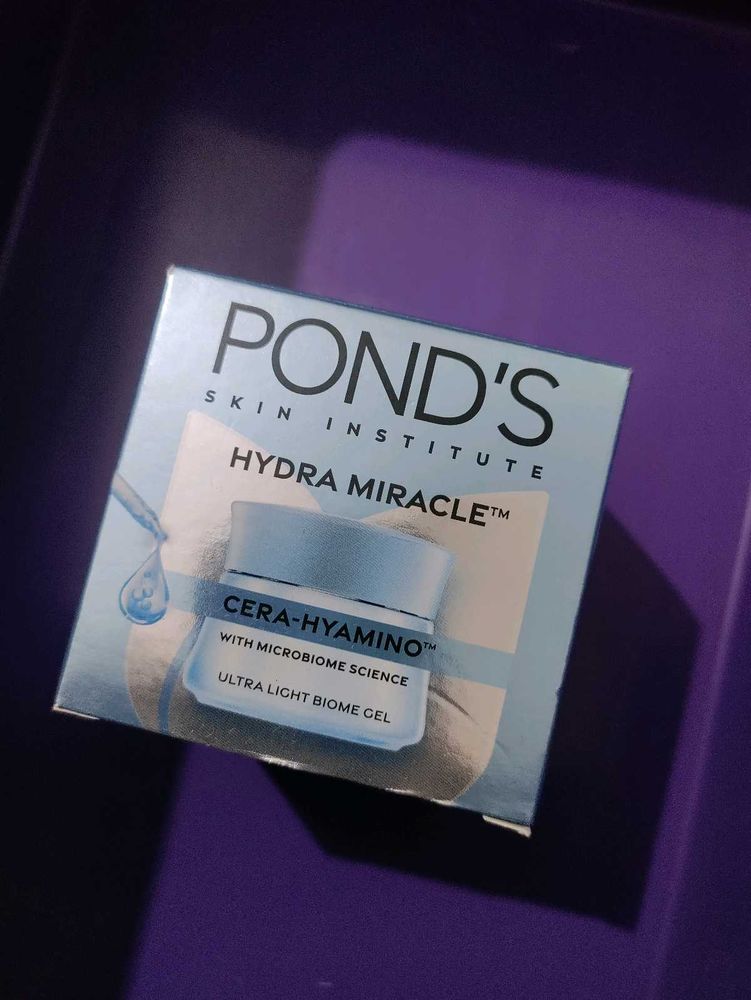 POND'S
SKIN INSTITUTE
HYDRA MIRACLE™
CERA-HYAMINO™
WITH MICROBIOME SCIENCE
ULTRA LIGHT BIOME GEL